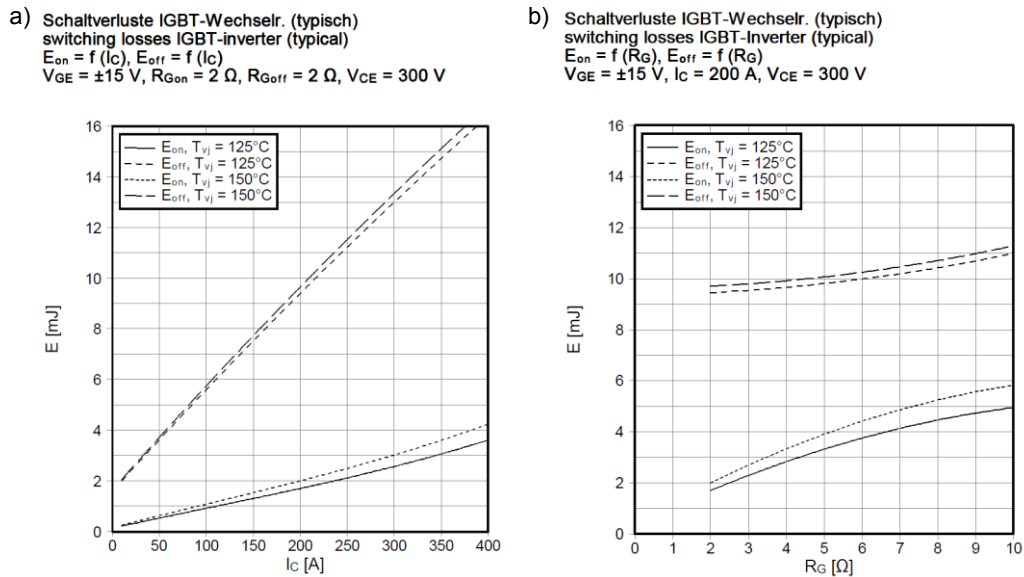 a)
Schaltverluste IGBT-Wechselr. (typisch)
switching losses IGBT-inverter (typical)
Eon = f (IC), Eoff = f (IC)
VGE = ±15 V, RGon = 2 Ω, RGoff = 2 Ω, VCE = 300 V
16
14
12
10
8
6
4
2
0
E [mJ]
Eon, Tvj = 125°C
Eoff, Tvj = 125°C
Eon, Tvj = 150°C
Eoff, Tvj = 150°C
0 50 100 150 200 250 300 350 400
IC [A]
b)
Schaltverluste IGBT-Wechselr. (typisch)
switching losses IGBT-Inverter (typical)
Eon = f (RG), Eoff = f (RG)
VGE = ±15 V, IC = 200 A, VCE = 300 V
16
14
12
10
8
6
4
2
0
E [mJ]
Eon, Tvj = 125°C
Eoff, Tvj = 125°C
Eon, Tvj = 150°C
Eoff, Tvj = 150°C
0 1 2 3 4 5 6 7 8 9 10
RG [Ω]